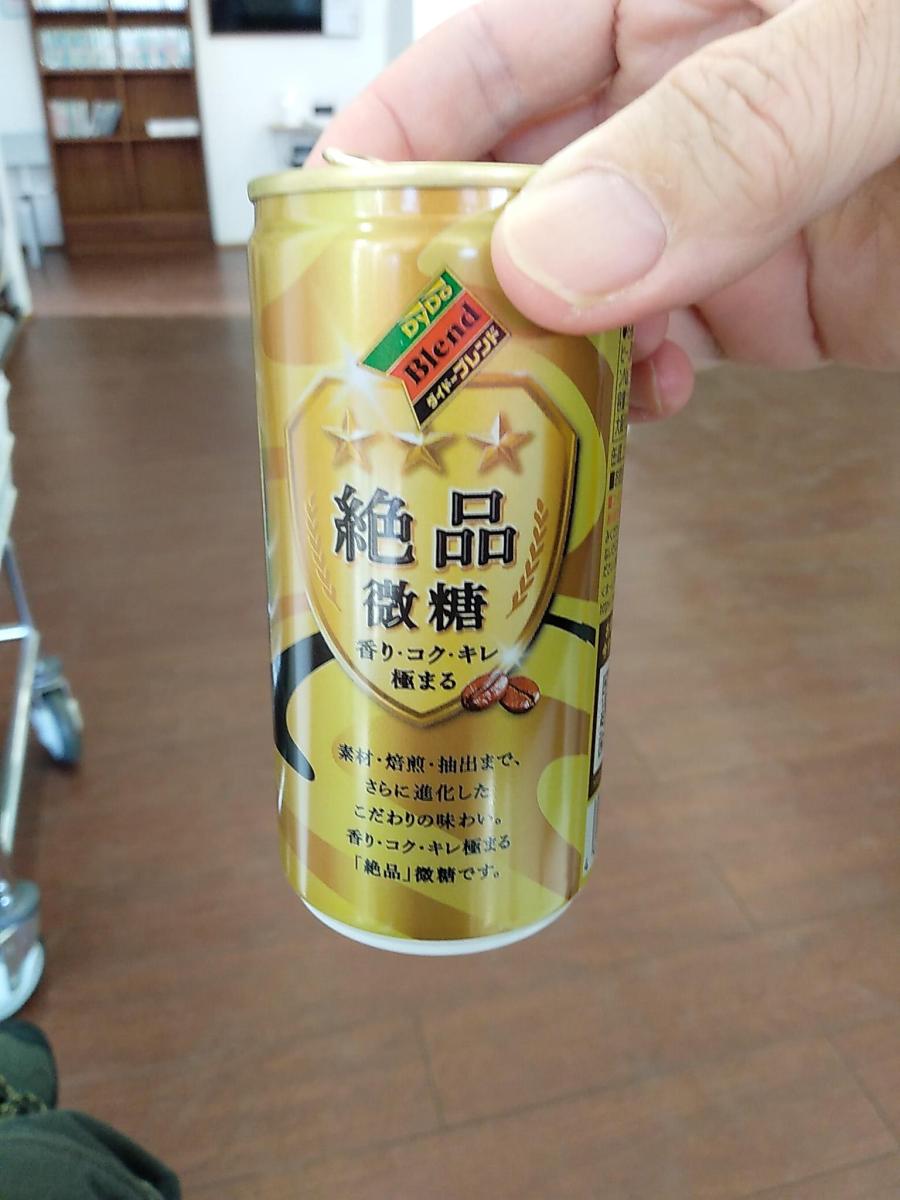 DyDo
Blend
ダイドーブレンド
絶品
微糖
香り・コク・キレ
極まる
素材・焙煎・抽出まで、
さらに進化した
こだわりの味わい。
香り・コク・キレ極まる
「絶品」微糖です。